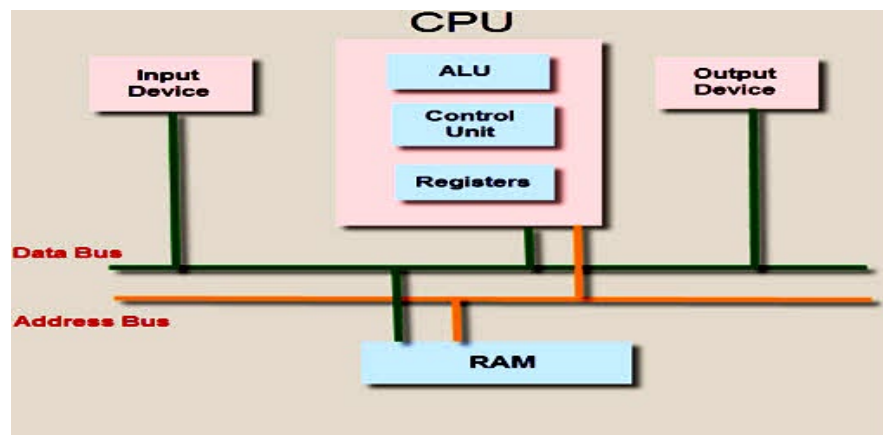 CPU
Input
Device
ALU
Control
Unit
Registers
Output
Device
Data Bus
Address Bus
RAM